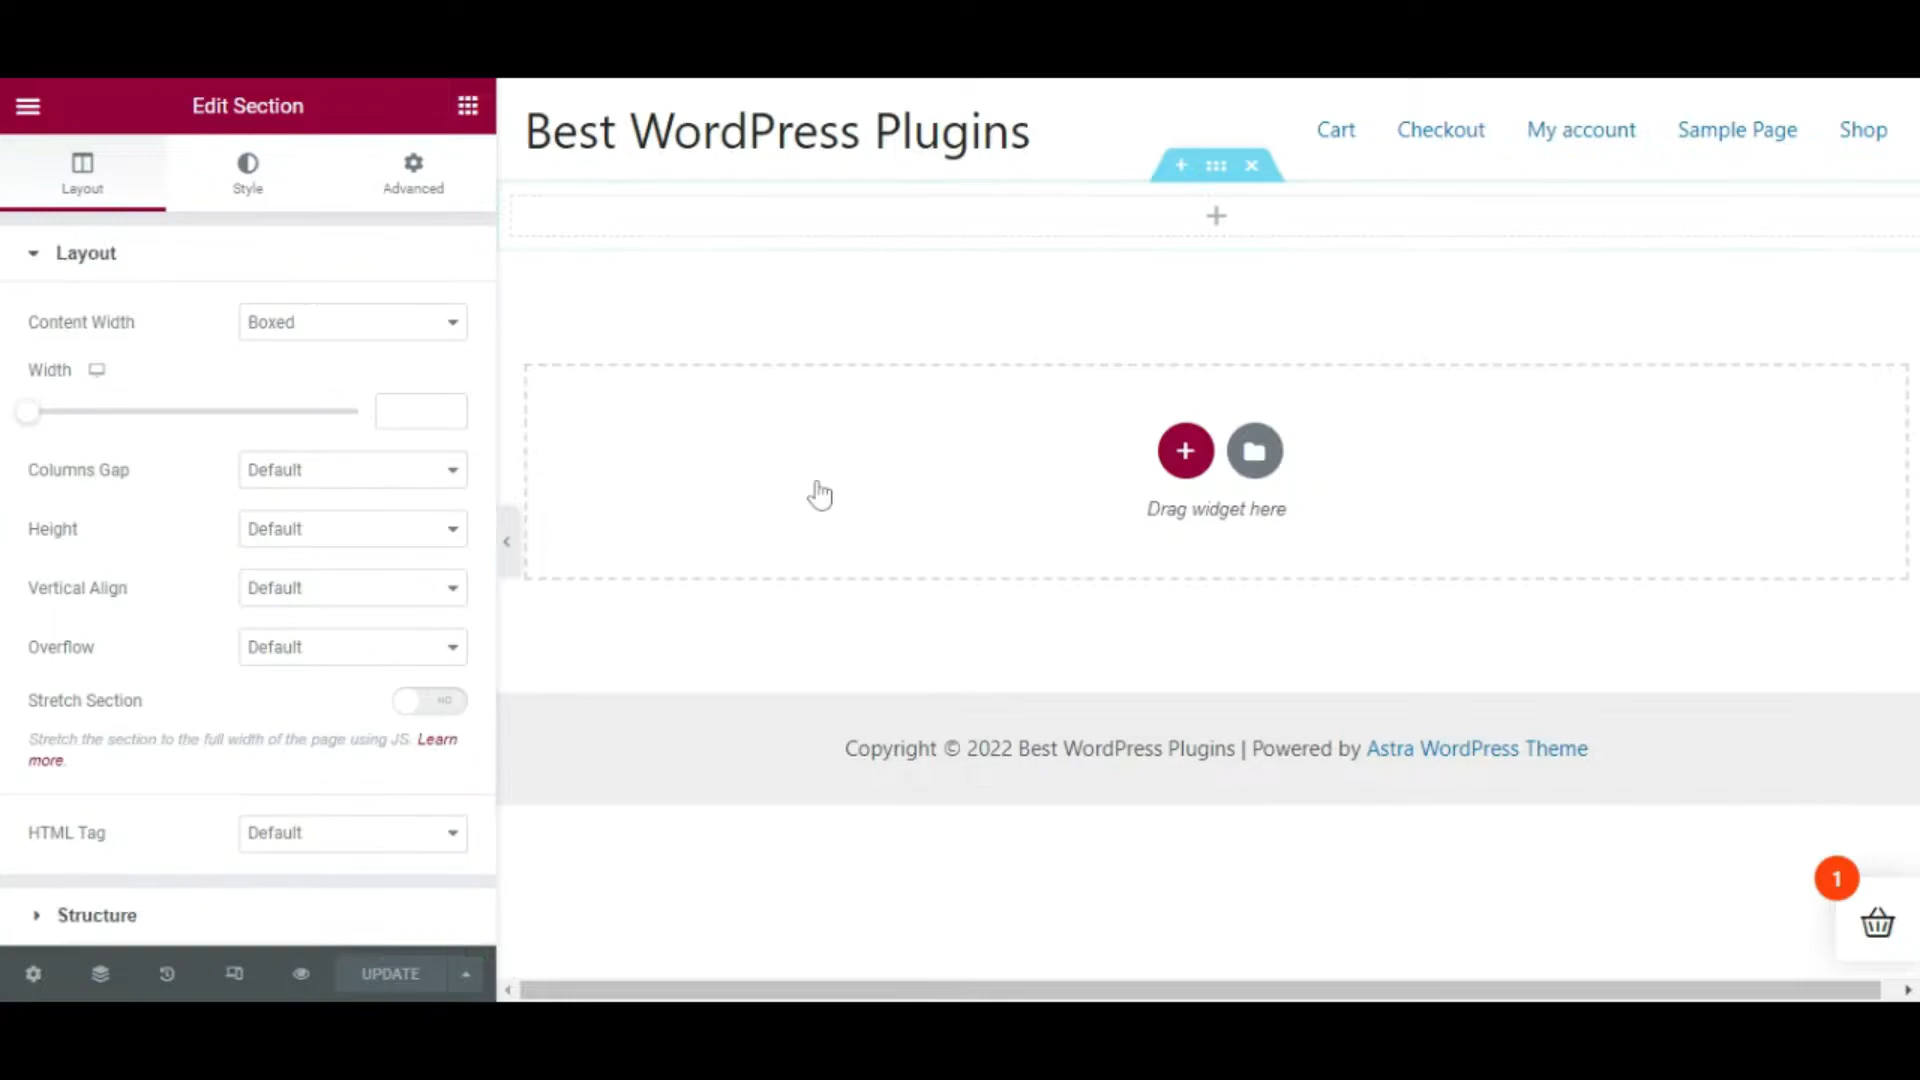 Edit Section
Layout
Style
Advanced
Layout
Content Width
Boxed
Width
Columns Gap
Default
Height
Default
Vertical Align
Default
Overflow
Default
Stretch Section
NO
Stretch the section to the full width of the page using JS. Learn
more.
HTML Tag
Default
Structure
UPDATE
Best WordPress Plugins
Cart
Checkout
My account
Sample Page
Shop
Drag widget here
Copyright © 2022 Best WordPress Plugins | Powered by Astra WordPress Theme
1